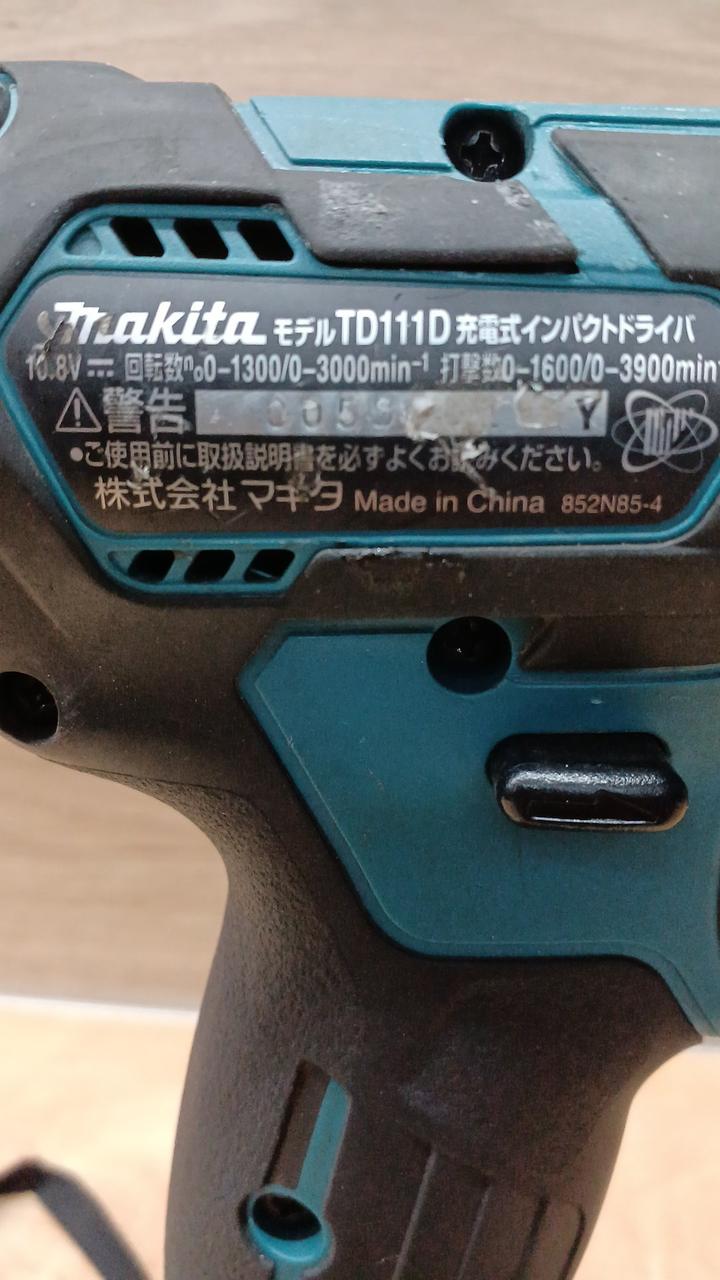 makita モデルTD111D 充電式インパクトドライバ
10.8V⎓ 回転数n₀0-1300/0-3000min⁻¹ 打撃数0-1600/0-3900min⁻¹
⚠警告 Y
•ご使用前に取扱説明書を必ずよくお読みください。
株式会社マキタ Made in China 852N85-4